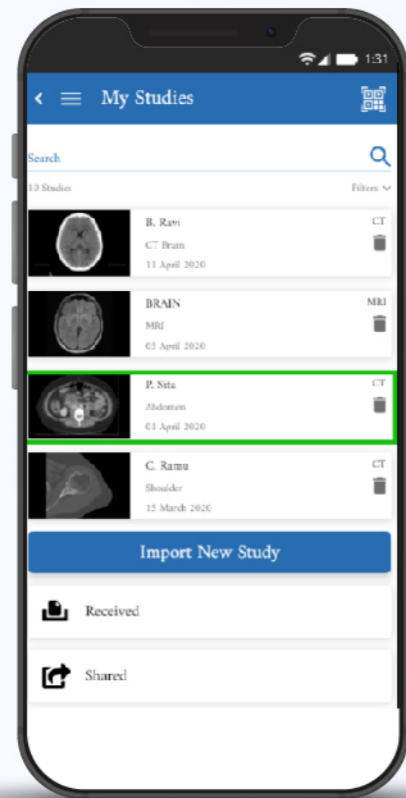 1:31
My Studies
Search
10 Studies Filters
B. Ravi CT
CT Brain
11 April 2020
BRAIN MRI
MRI
05 April 2020
P. Sita CT
Abdomen
01 April 2020
C. Ramu CT
Shoulder
15 March 2020
Import New Study
Received
Shared